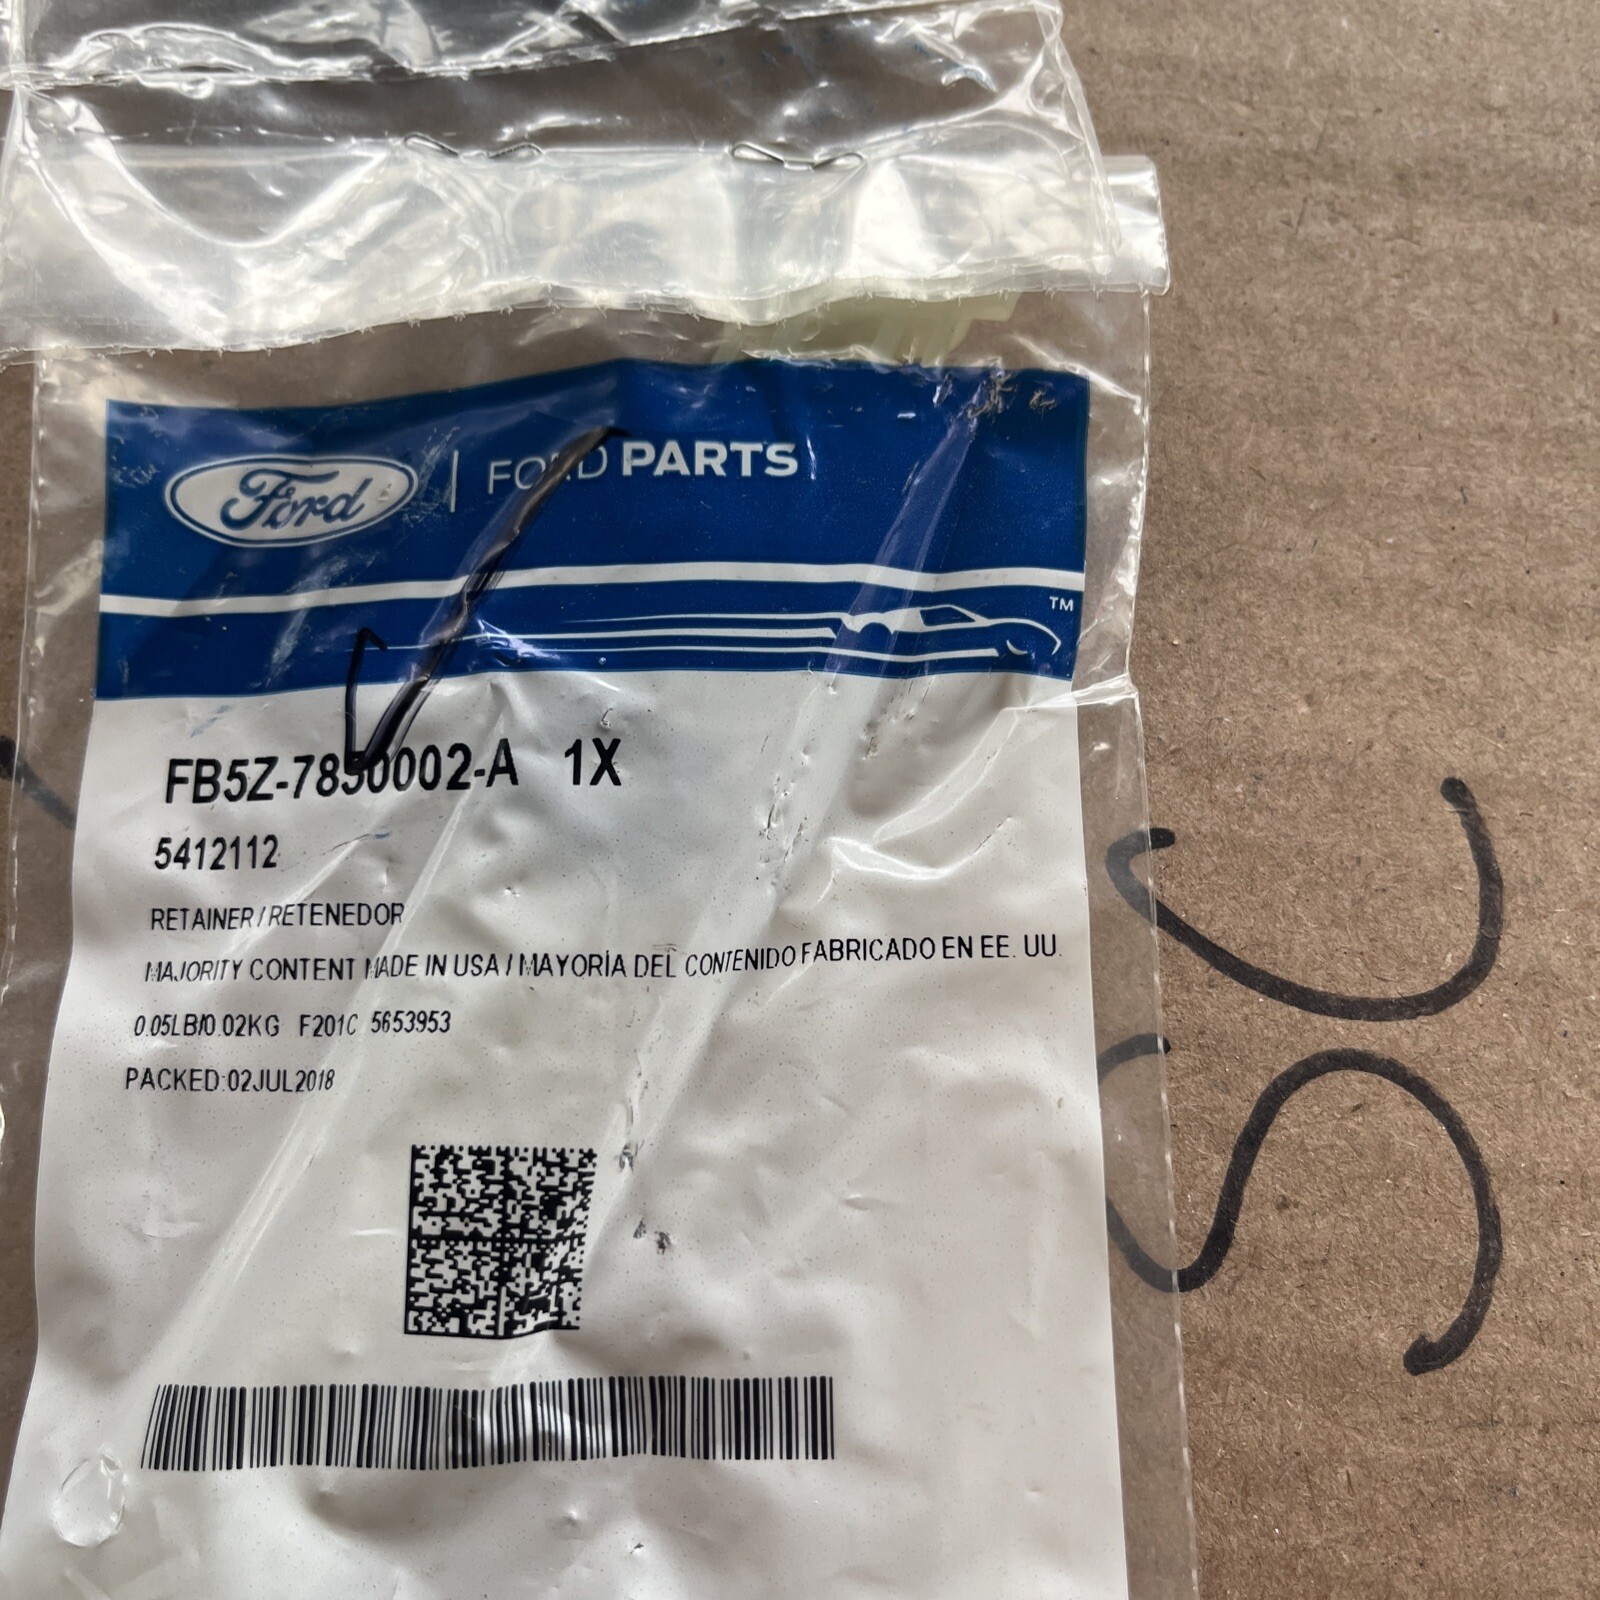 Ford | FORD PARTS
TM
FB5Z-7850002-A 1X
5412112
RETAINER / RETENEDOR
MAJORITY CONTENT MADE IN USA / MAYORÍA DEL CONTENIDO FABRICADO EN EE. UU.
0.05LB/0.02KG F201C 5653953
PACKED:02JUL2018